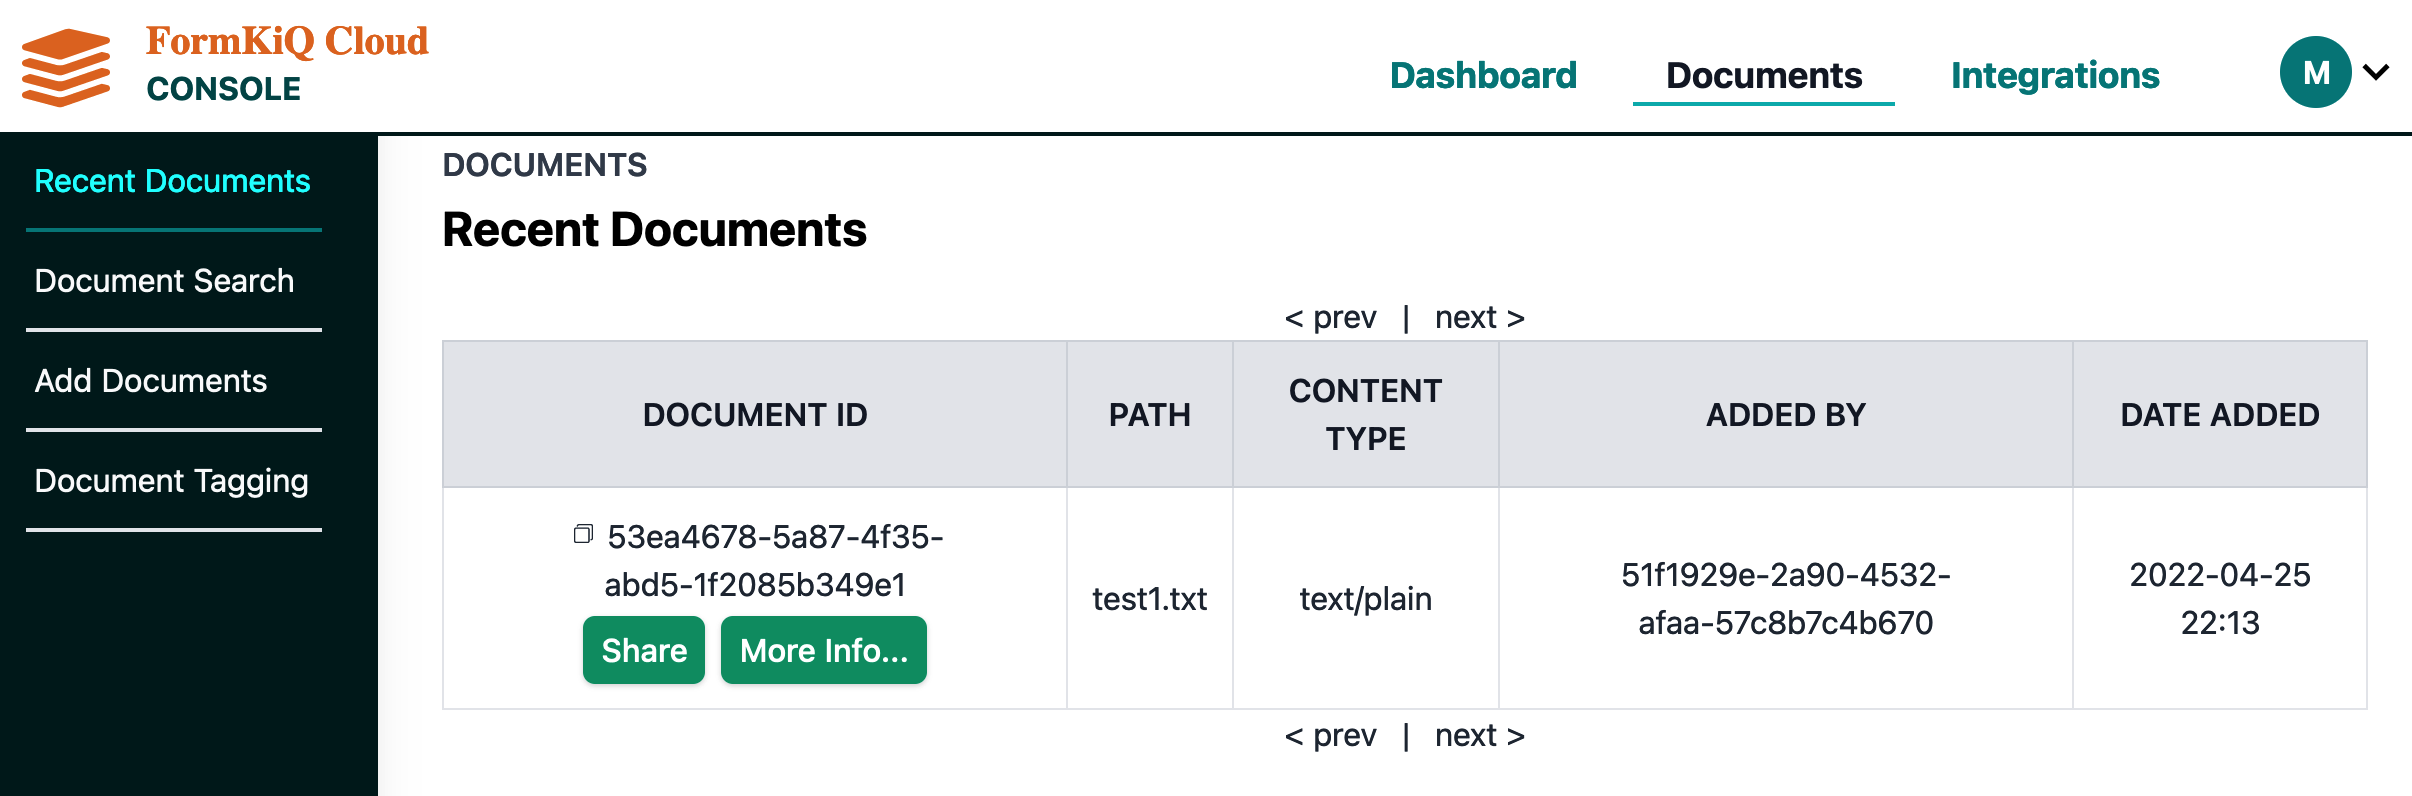 FormKiQ Cloud
CONSOLE
Dashboard
Documents
Integrations
M
Recent Documents
Document Search
Add Documents
Document Tagging
DOCUMENTS
Recent Documents
< prev | next >
DOCUMENT ID
PATH
CONTENT
TYPE
ADDED BY
DATE ADDED
53ea4678-5a87-4f35-
abd5-1f2085b349e1
Share
More Info...
test1.txt
text/plain
51f1929e-2a90-4532-
afaa-57c8b7c4b670
2022-04-25
22:13
< prev | next >